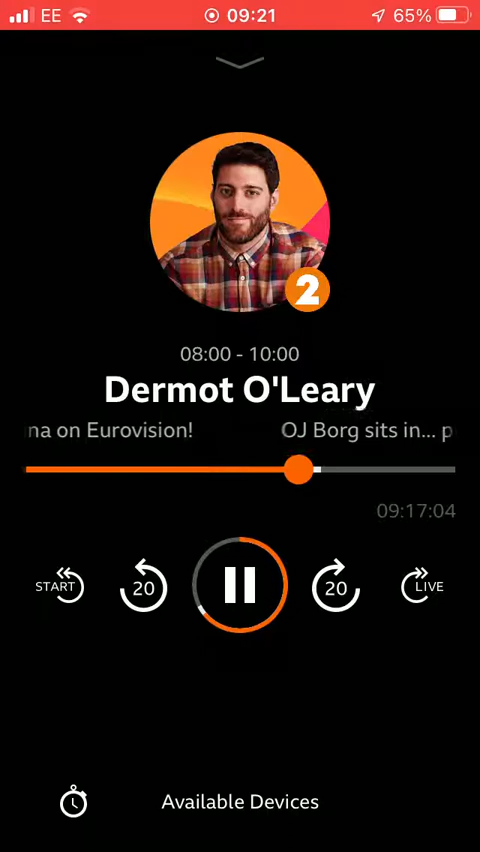 EE 09:21 65%
2
08:00 - 10:00
Dermot O'Leary
na on Eurovision! OJ Borg sits in... p
09:17:04
START 20 20 LIVE
Available Devices